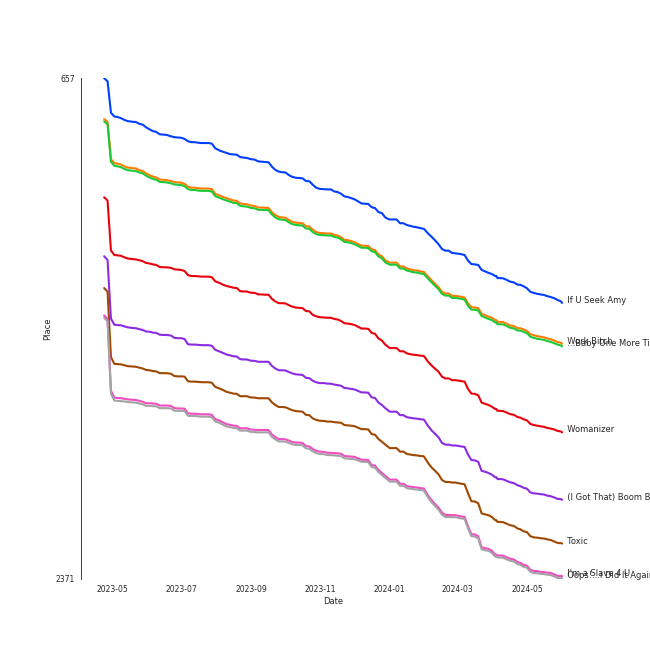 657
If U Seek Amy
Work Bitch
...Baby One More Ti
Place
Womanizer
(I Got That) Boom B
Toxic
I'm a Slave 4 U
Oops!...I Did It Again
2371
2023-05 2023-07 2023-09 2023-11 2024-01 2024-03 2024-05
Date